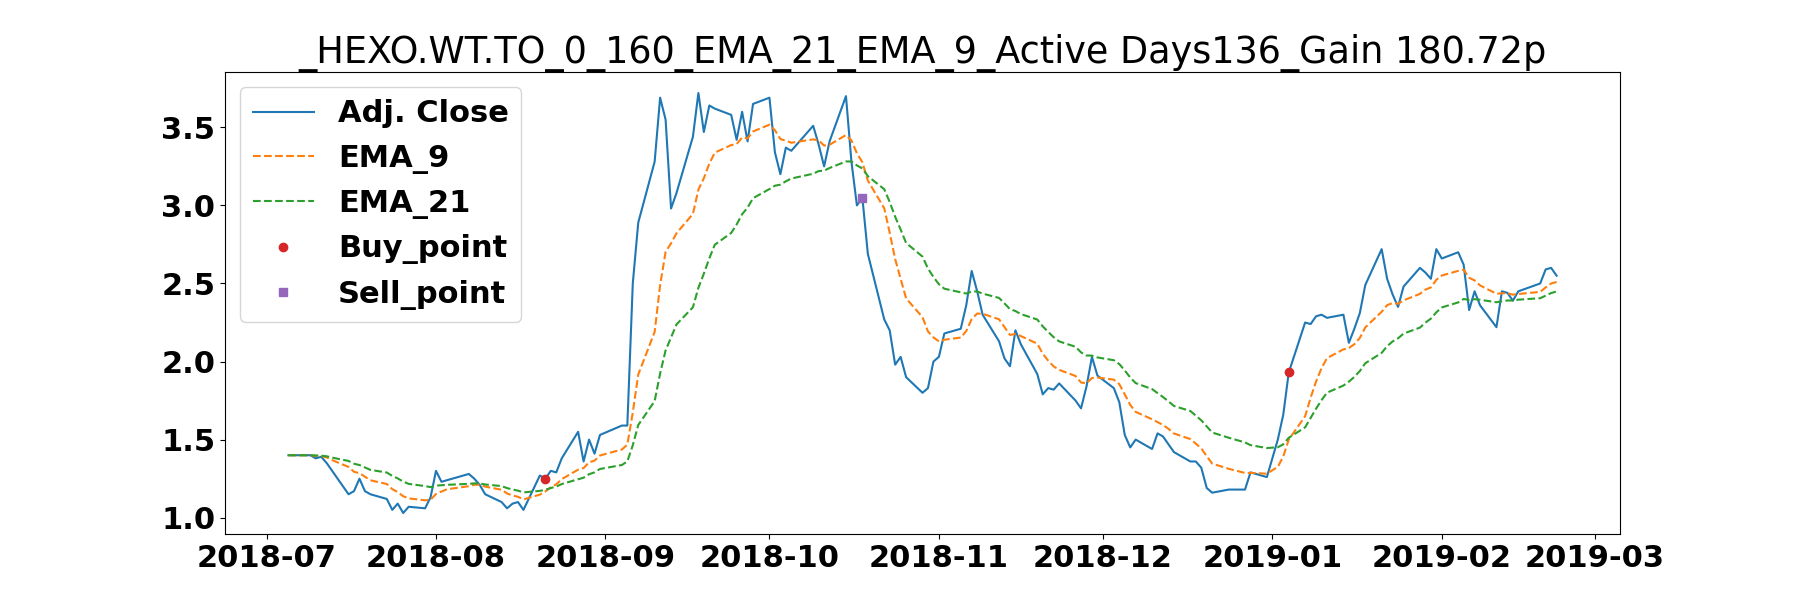 _HEXO.WT.TO_0_160_EMA_21_EMA_9_Active Days136_Gain 180.72p
Adj. Close
EMA_9
EMA_21
Buy_point
Sell_point
3.5
3.0
2.5
2.0
1.5
1.0
2018-07 2018-08 2018-09 2018-10 2018-11 2018-12 2019-01 2019-02 2019-03